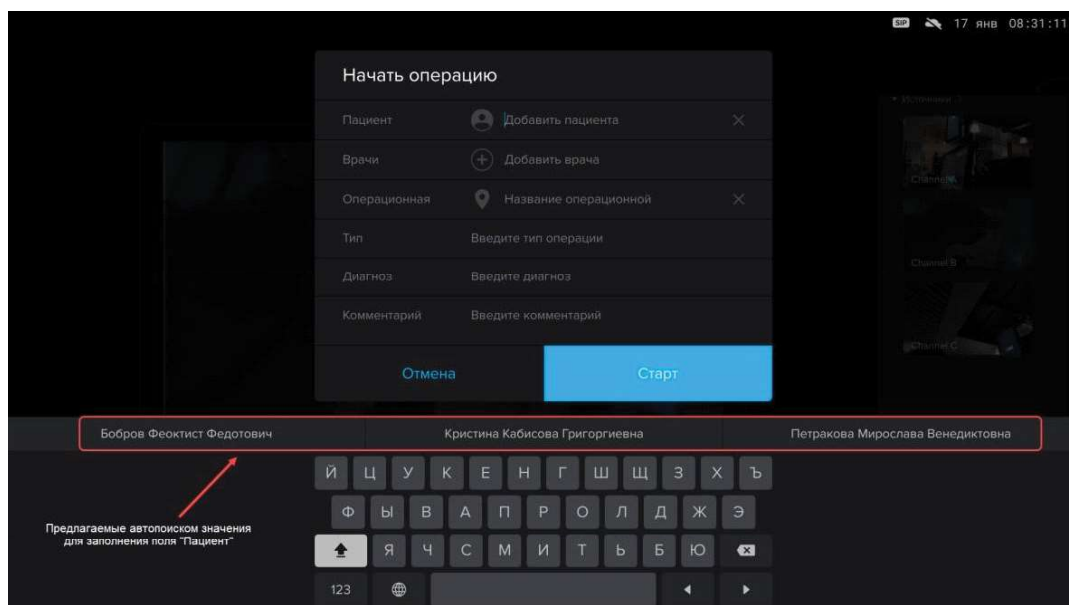 SIP 17 янв 08:31:11
Начать операцию
Источники
Пациент Добавить пациента
Врачи Добавить врача
Операционная Название операционной
Тип Введите тип операции
Диагноз Введите диагноз
Комментарий Введите комментарий
Отмена Старт
Channel B
Channel C
Бобров Феоктист Федотович Кристина Кабисова Григоргиевна Петракова Мирослава Венедиктовна
Предлагаемые автопоиском значения
для заполнения поля "Пациент"
Й Ц У К Е Н Г Ш Щ З Х Ъ
Ф Ы В А П Р О Л Д Ж Э
Я Ч С М И Т Ь Б Ю
123